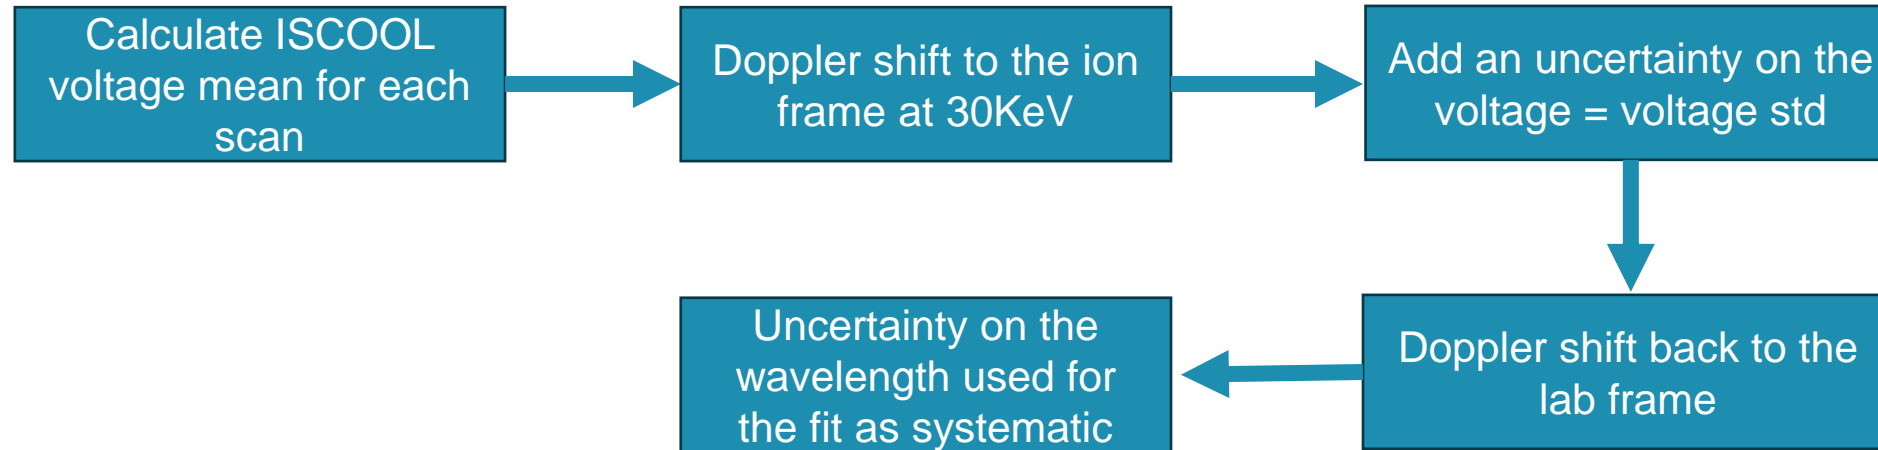 Calculate ISCOOL
voltage mean for each
scan
Doppler shift to the ion
frame at 30KeV
Add an uncertainty on the
voltage = voltage std
Doppler shift back to the
lab frame
Uncertainty on the
wavelength used for
the fit as systematic